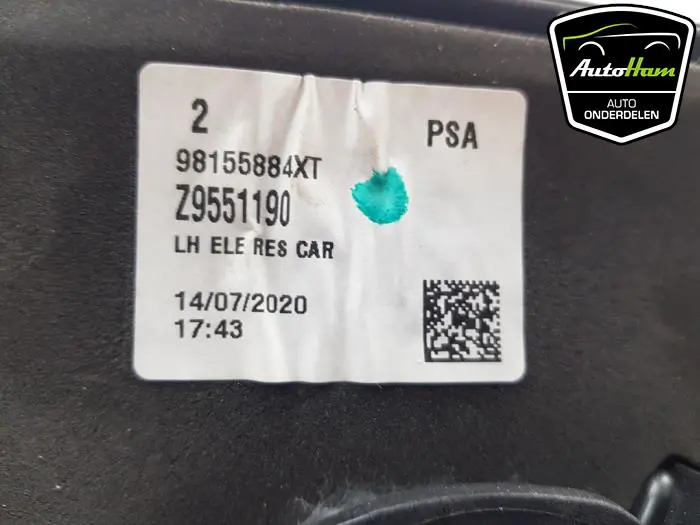 2
PSA
98155884XT
Z9551190
LH ELE RES CAR
14/07/2020
17:43
AutoHam
AUTO
ONDERDELEN